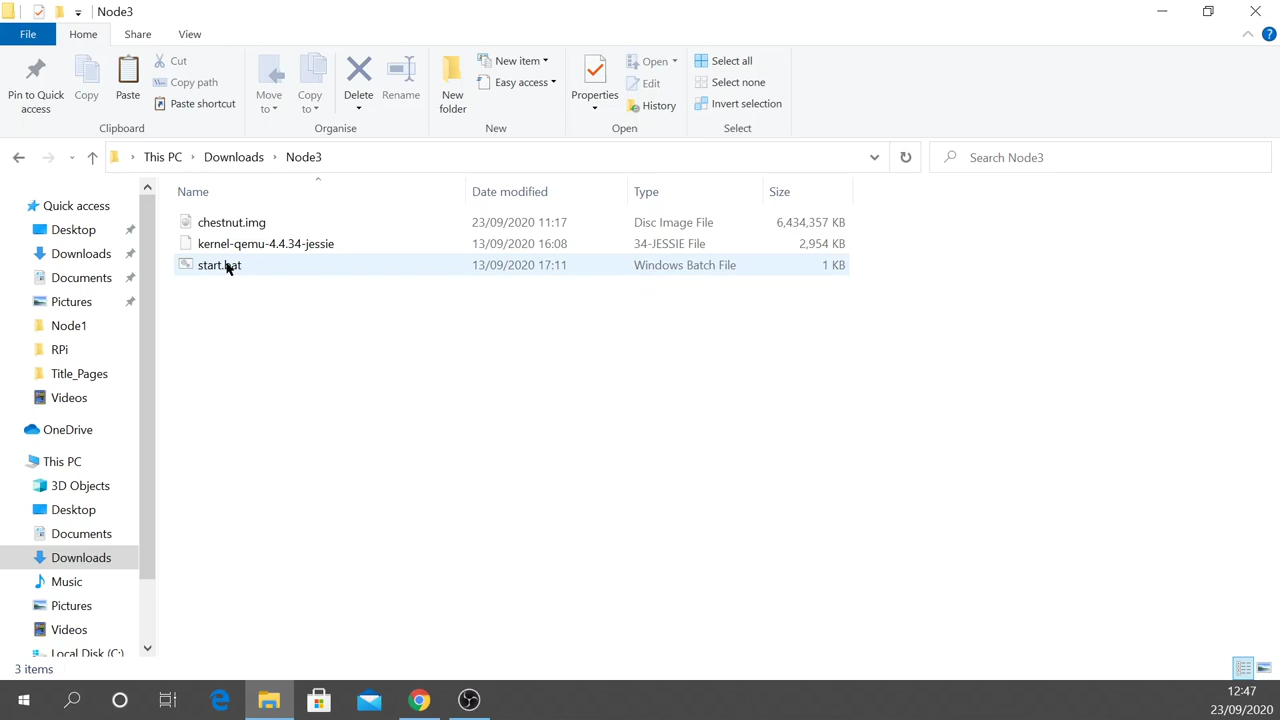 Node3
File Home Share View
Pin to Quick access
Copy
Paste
Cut
Copy path
Paste shortcut
Clipboard
Move to
Copy to
Delete
Rename
Organise
New folder
New item
Easy access
New
Properties
Open
Edit
History
Open
Select all
Select none
Invert selection
Select
This PC Downloads Node3
Search Node3
Name Date modified Type Size
chestnut.img 23/09/2020 11:17 Disc Image File 6,434,357 KB
kernel-qemu-4.4.34-jessie 13/09/2020 16:08 34-JESSIE File 2,954 KB
start.bat 13/09/2020 17:11 Windows Batch File 1 KB
Quick access
Desktop
Downloads
Documents
Pictures
Node1
RPi
Title_Pages
Videos
OneDrive
This PC
3D Objects
Desktop
Documents
Downloads
Music
Pictures
Videos
Local Disk (C:)
3 items
12:47
23/09/2020